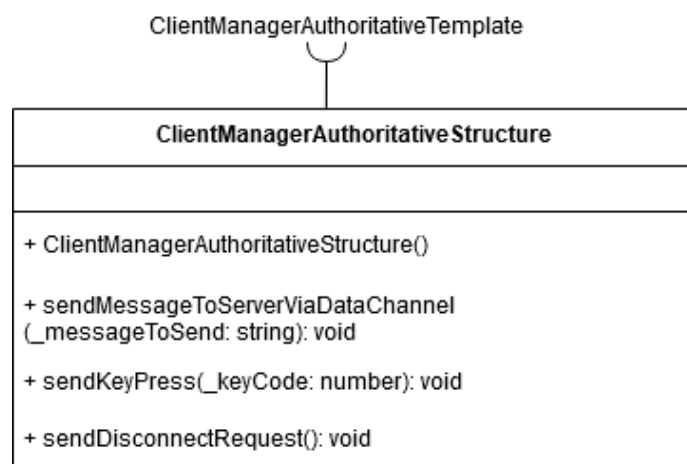 ClientManagerAuthoritativeTemplate
ClientManagerAuthoritativeStructure
+ ClientManagerAuthoritativeStructure()
+ sendMessageToServerViaDataChannel
(_messageToSend: string): void
+ sendKeyPress(_keyCode: number): void
+ sendDisconnectRequest(): void